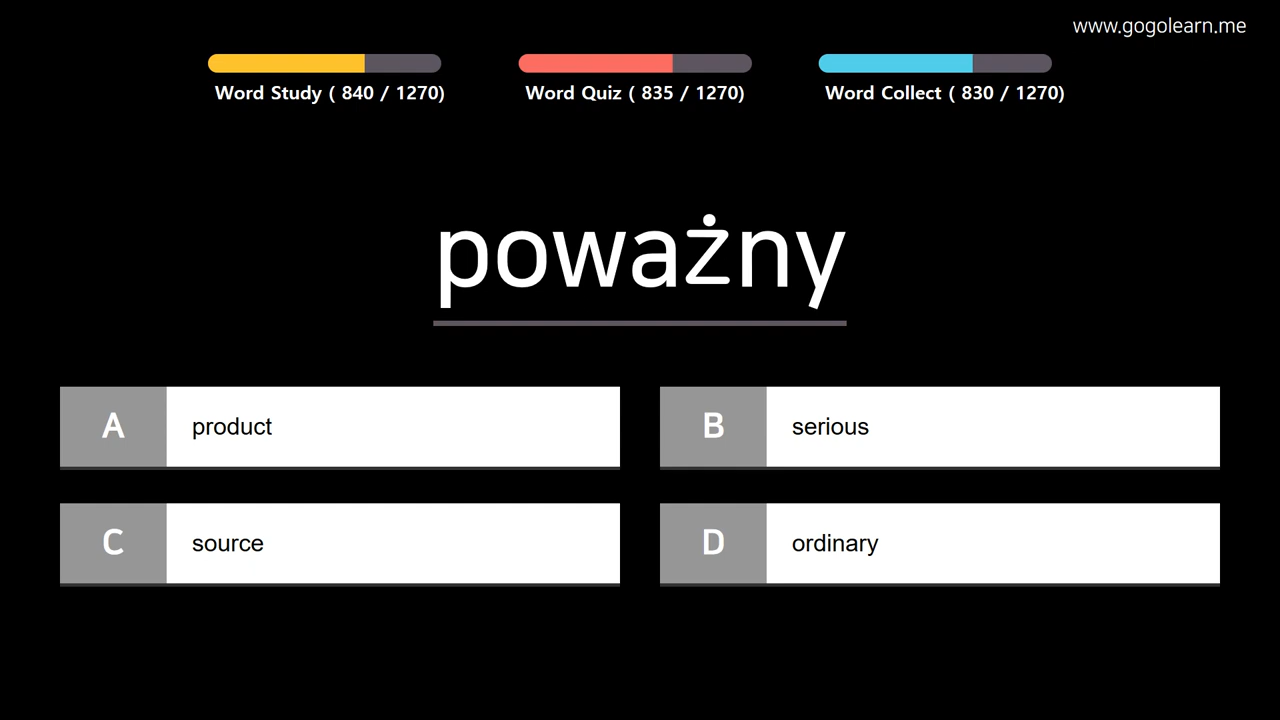 www.gogolearn.me
Word Study ( 840 / 1270)
Word Quiz ( 835 / 1270)
Word Collect ( 830 / 1270)
poważny
A product
B serious
C source
D ordinary